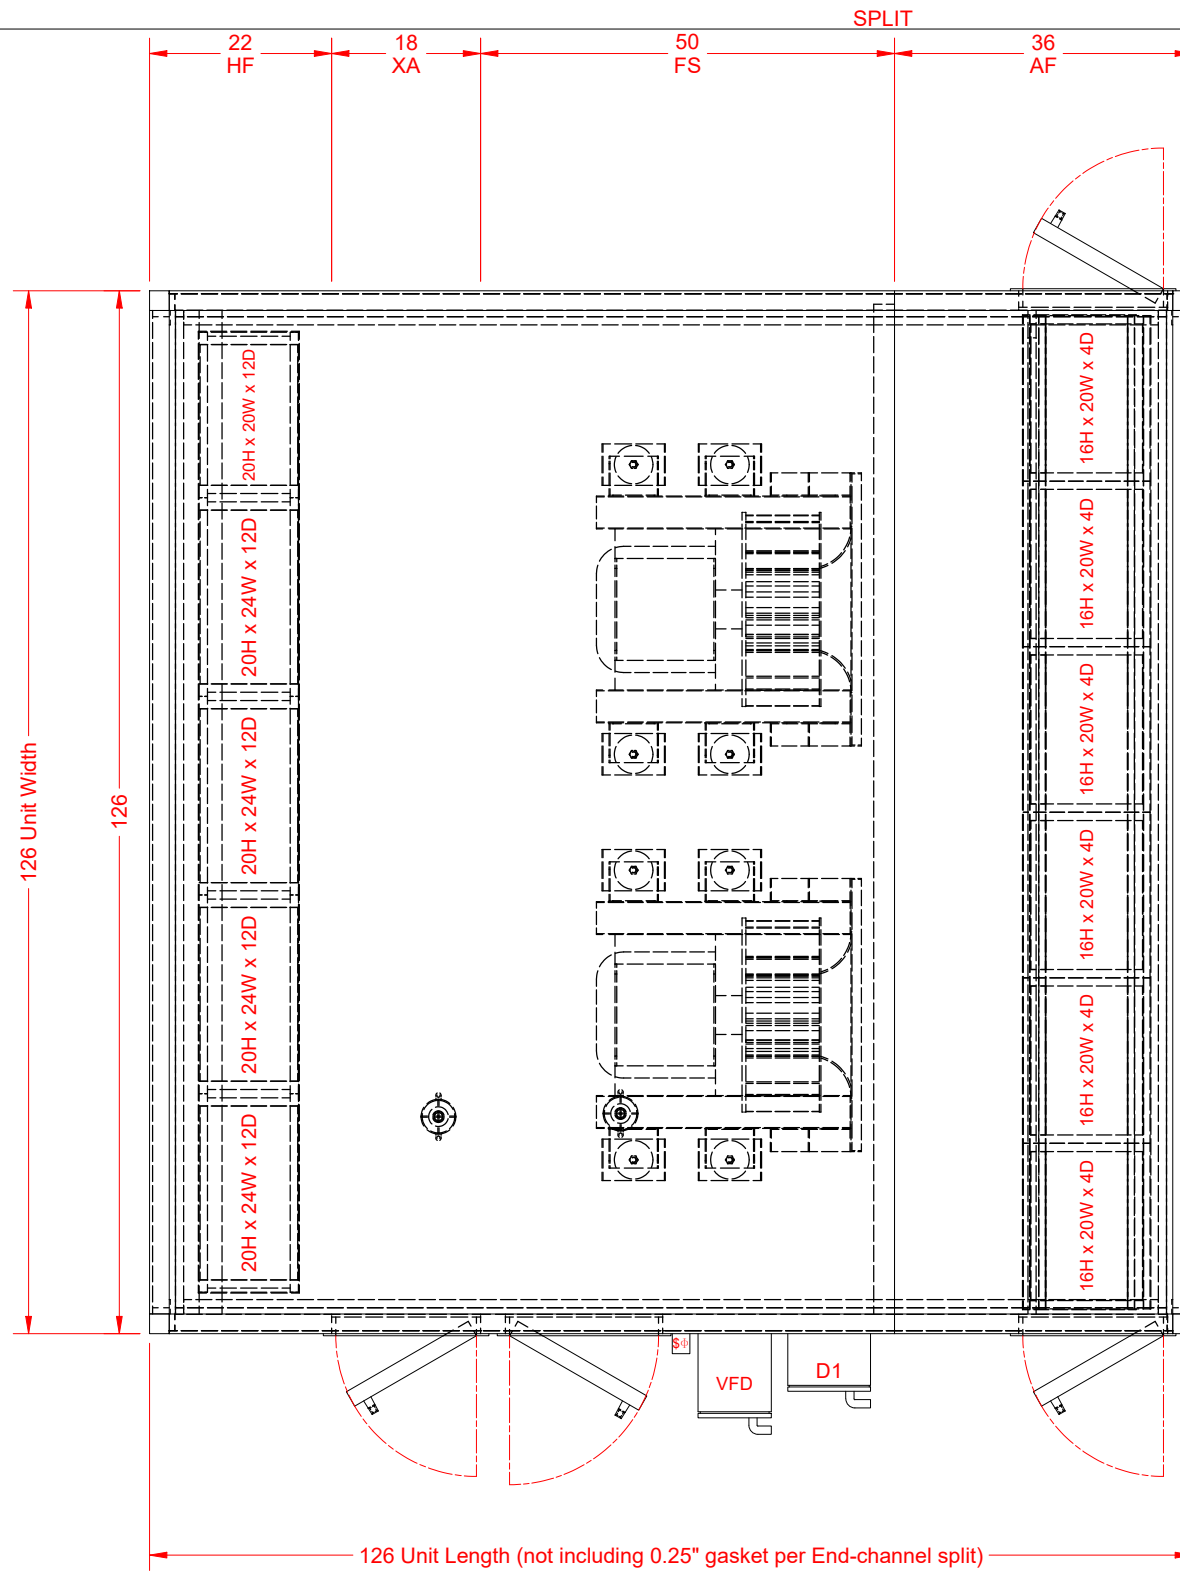 SPLIT
22
HF
18
XA
50
FS
36
AF
126 Unit Width
126
20H x 20W x 12D
20H x 24W x 12D
20H x 24W x 12D
20H x 24W x 12D
20H x 24W x 12D
16H x 20W x 4D
16H x 20W x 4D
16H x 20W x 4D
16H x 20W x 4D
16H x 20W x 4D
16H x 20W x 4D
$ϕ
VFD
D1
126 Unit Length (not including 0.25" gasket per End-channel split)